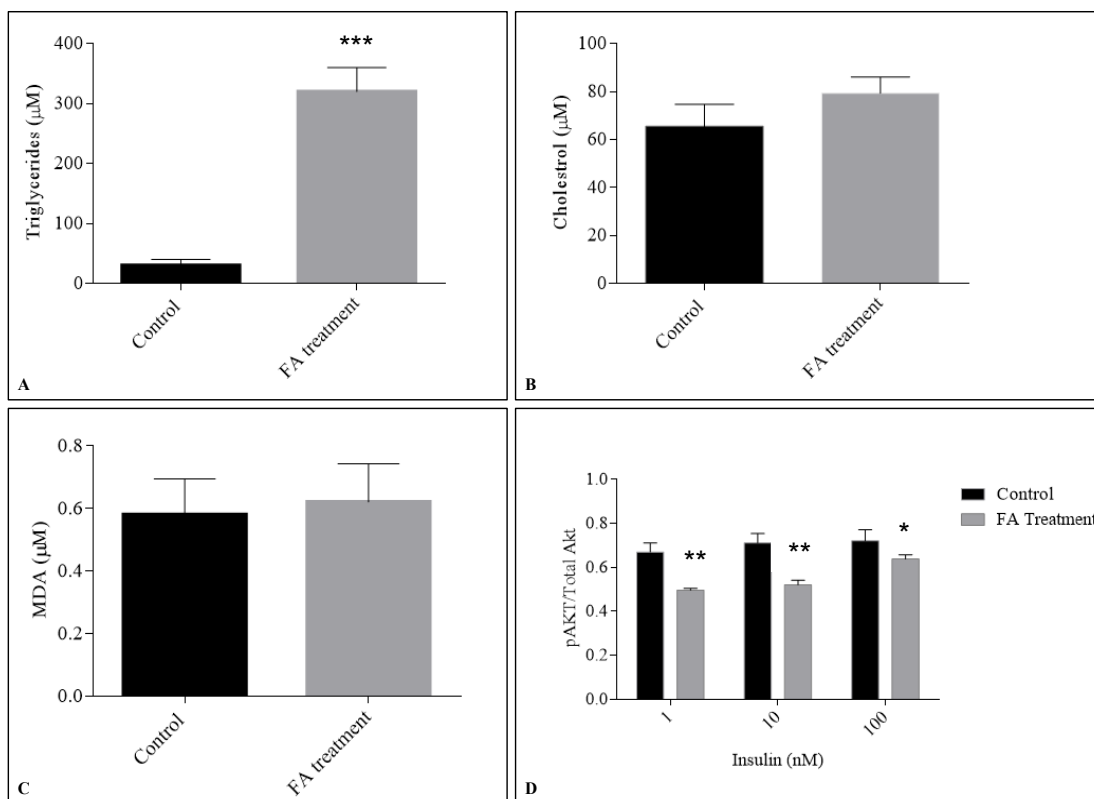 400
300
200
100
0
Triglycerides (μM)
***
Control
FA treatment
A
100
80
60
40
20
0
Cholestrol (μM)
Control
FA treatment
B
0.8
0.6
0.4
0.2
0.0
MDA (μM)
Control
FA treatment
C
1.0
0.8
0.6
0.4
0.2
0.0
pAKT/Total Akt
**
**
*
Control
FA Treatment
1
10
100
Insulin (nM)
D